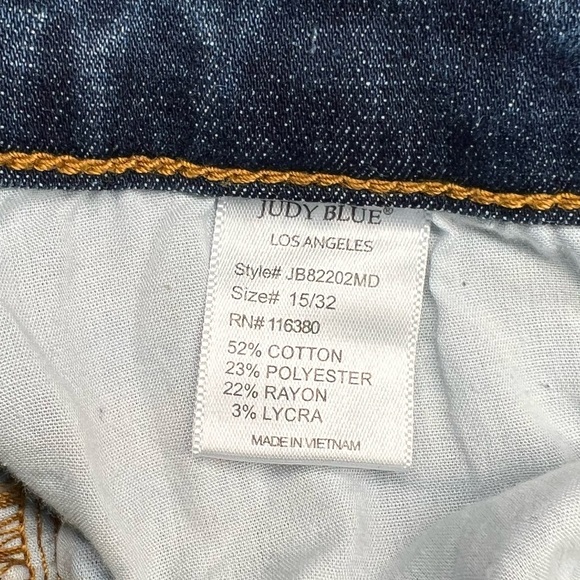 JUDY BLUE®
LOS ANGELES
Style# JB82202MD
Size# 15/32
RN# 116380
52% COTTON
23% POLYESTER
22% RAYON
3% LYCRA
MADE IN VIETNAM